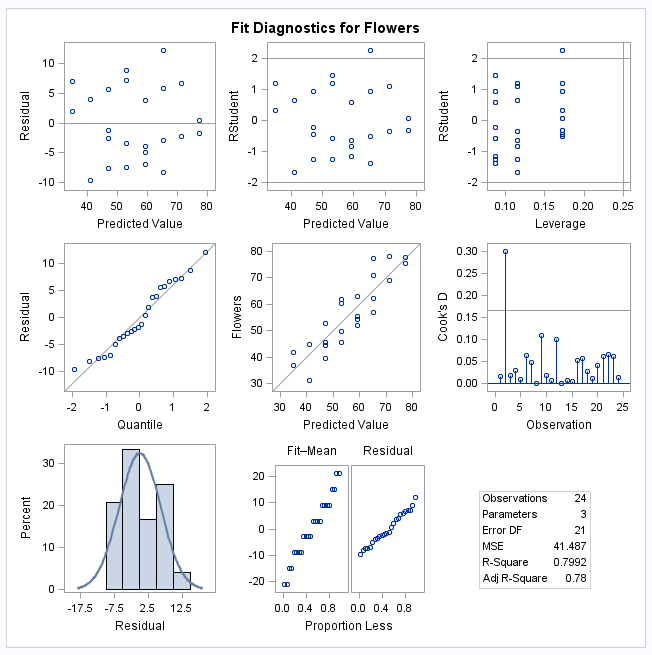 Fit Diagnostics for Flowers
Residual
10
5
0
-5
-10
40 50 60 70 80
Predicted Value
RStudent
2
1
0
-1
-2
40 50 60 70 80
Predicted Value
RStudent
2
1
0
-1
-2
0.10 0.15 0.20 0.25
Leverage
Residual
10
5
0
-5
-10
-2 -1 0 1 2
Quantile
Flowers
80
70
60
50
40
30
30 40 50 60 70 80
Predicted Value
Cook's D
0.30
0.25
0.20
0.15
0.10
0.05
0.00
0 5 10 15 20 25
Observation
Percent
30
20
10
0
-17.5 -7.5 2.5 12.5
Residual
Fit–Mean Residual
20
10
0
-10
-20
0.0 0.4 0.8 0.0 0.4 0.8
Proportion Less
Observations 24
Parameters 3
Error DF 21
MSE 41.487
R-Square 0.7992
Adj R-Square 0.78